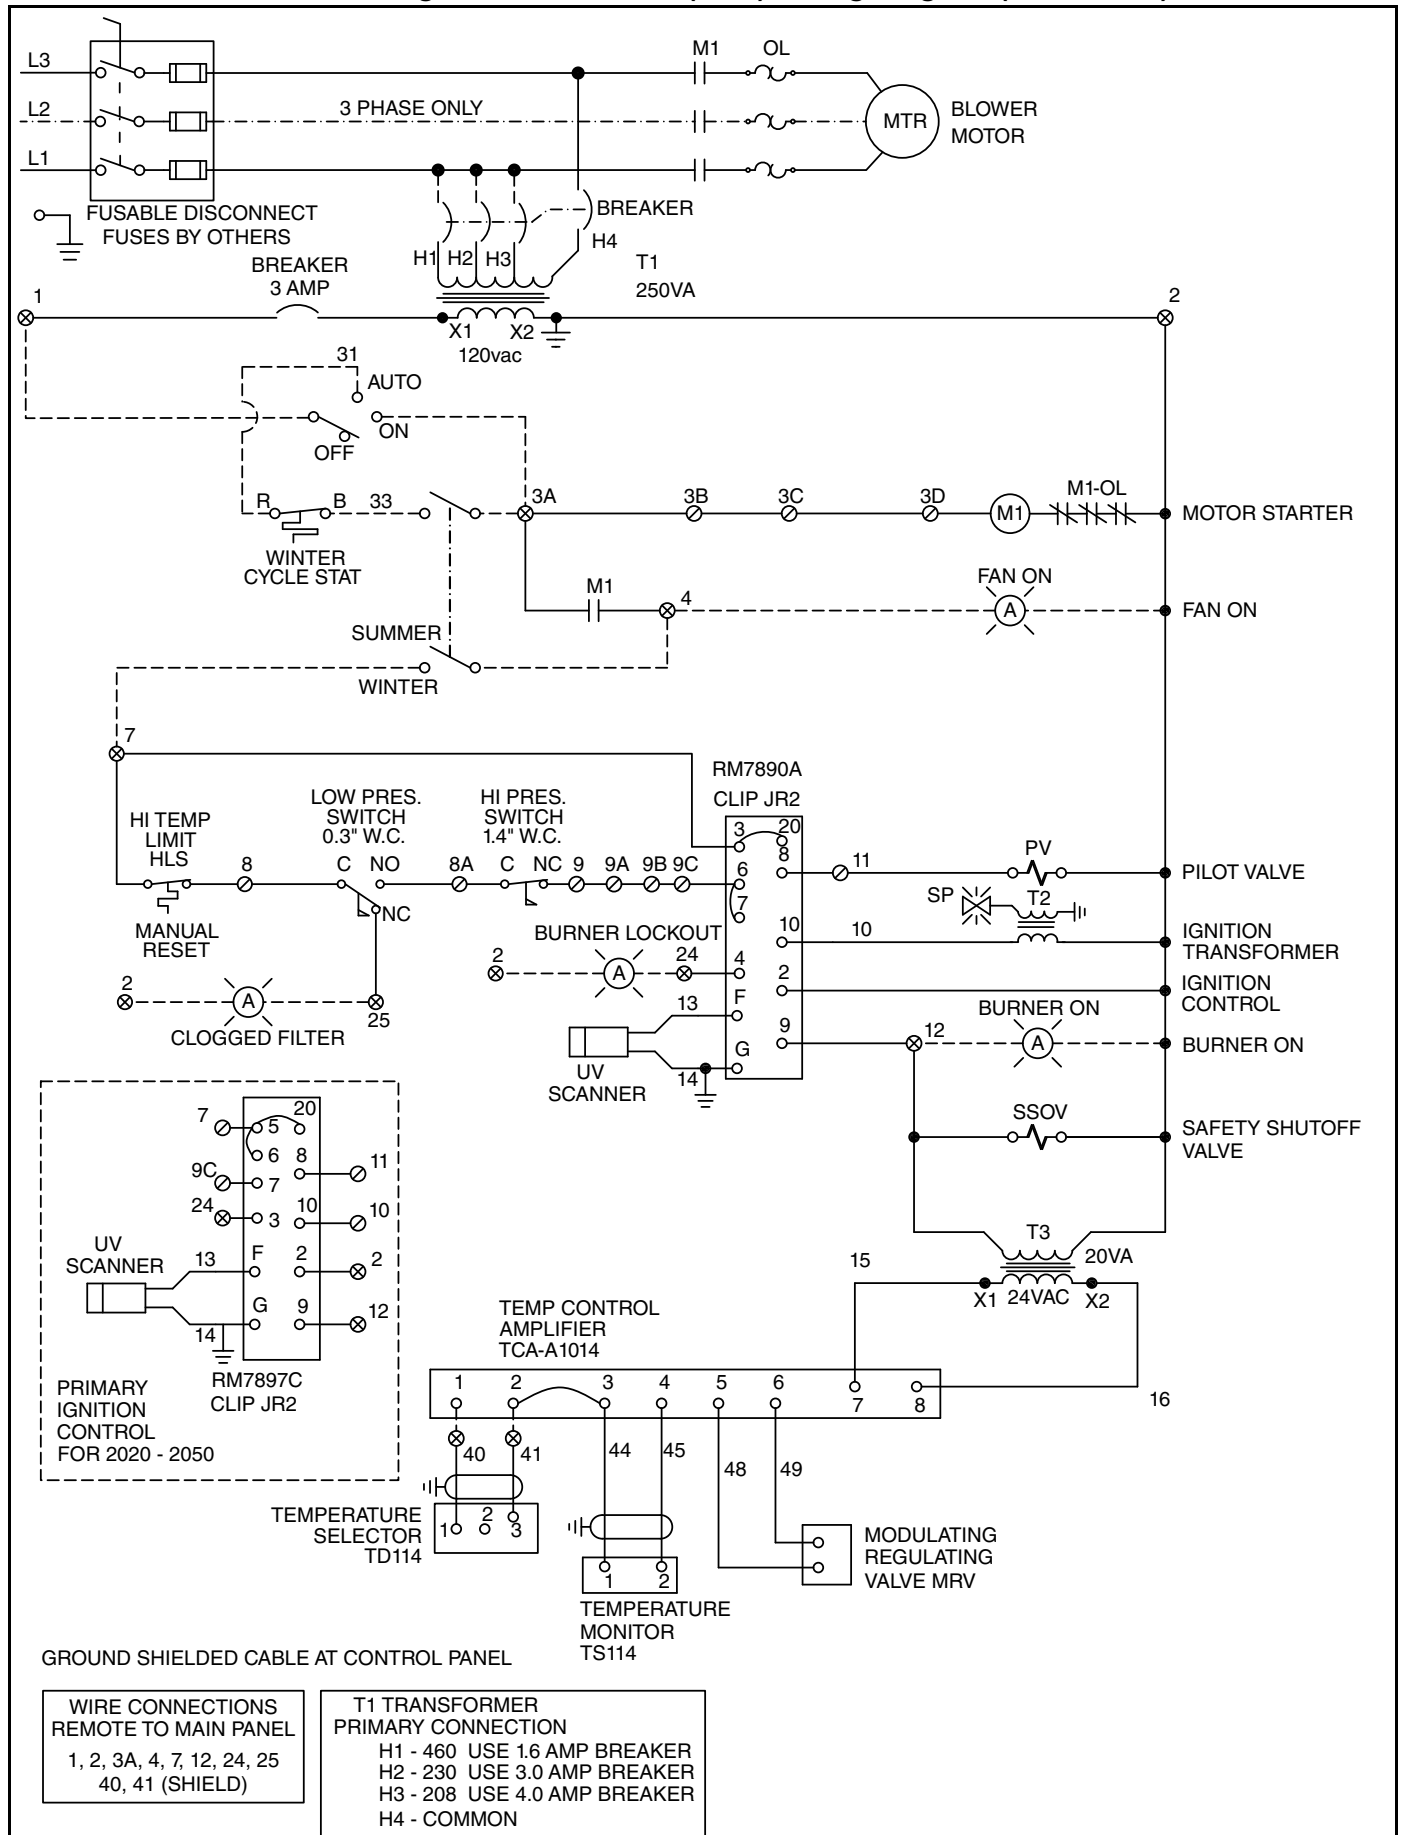 L3
M1
OL
L2
3 PHASE ONLY
MTR
BLOWER
MOTOR
L1
FUSABLE DISCONNECT
FUSES BY OTHERS
BREAKER
H1
H2
H3
H4
T1
250VA
BREAKER
3 AMP
1
X1
X2
120vac
2
31
AUTO
ON
OFF
R
B
33
3A
3B
3C
3D
M1
M1-OL
MOTOR STARTER
WINTER
CYCLE STAT
M1
4
FAN ON
A
FAN ON
SUMMER
WINTER
7
RM7890A
CLIP JR2
HI TEMP
LIMIT
HLS
MANUAL
RESET
8
LOW PRES.
SWITCH
0.3" W.C.
C
NO
NC
8A
HI PRES.
SWITCH
1.4" W.C.
C
NC
9
9A
9B
9C
3
20
8
6
7
10
4
2
F
9
G
11
PV
PILOT VALVE
SP
T2
10
IGNITION
TRANSFORMER
BURNER LOCKOUT
2
A
24
IGNITION
CONTROL
2
A
25
CLOGGED FILTER
13
14
UV
SCANNER
BURNER ON
12
A
BURNER ON
SSOV
SAFETY SHUTOFF
VALVE
7
5
20
6
8
11
9C
7
24
3
10
10
UV
SCANNER
13
F
2
2
14
G
9
12
RM7897C
CLIP JR2
PRIMARY
IGNITION
CONTROL
FOR 2020 - 2050
T3
20VA
15
X1
24VAC
X2
16
TEMP CONTROL
AMPLIFIER
TCA-A1014
1
2
3
4
5
6
7
8
40
41
44
45
48
49
TEMPERATURE
SELECTOR
TD114
1
2
3
1
2
TEMPERATURE
MONITOR
TS114
MODULATING
REGULATING
VALVE MRV
GROUND SHIELDED CABLE AT CONTROL PANEL
WIRE CONNECTIONS
REMOTE TO MAIN PANEL
1, 2, 3A, 4, 7, 12, 24, 25
40, 41 (SHIELD)
T1 TRANSFORMER
PRIMARY CONNECTION
H1 - 460 USE 1.6 AMP BREAKER
H2 - 230 USE 3.0 AMP BREAKER
H3 - 208 USE 4.0 AMP BREAKER
H4 - COMMON